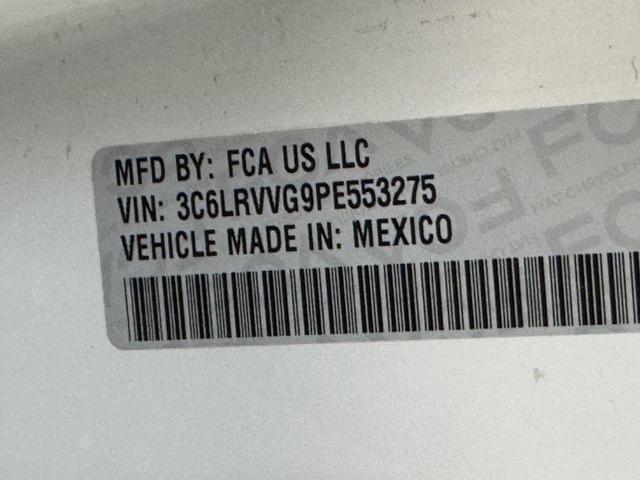 MFD BY: FCA US LLC
VIN: 3C6LRVVG9PE553275
VEHICLE MADE IN: MEXICO